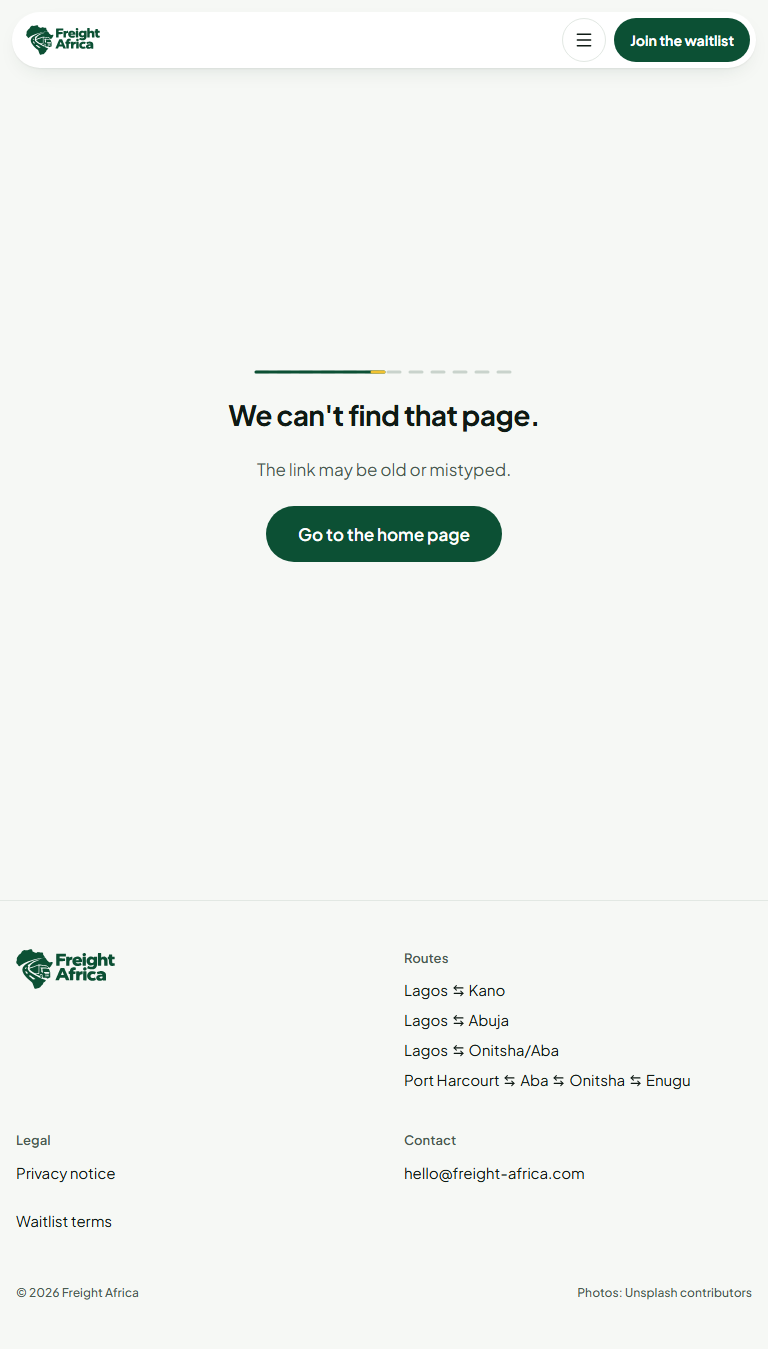 Freight
Africa
Join the waitlist
We can't find that page.
The link may be old or mistyped.
Go to the home page
Freight
Africa
Routes
Lagos ⇆ Kano
Lagos ⇆ Abuja
Lagos ⇆ Onitsha/Aba
Port Harcourt ⇆ Aba ⇆ Onitsha ⇆ Enugu
Legal
Privacy notice
Waitlist terms
Contact
hello@freight-africa.com
© 2026 Freight Africa
Photos: Unsplash contributors